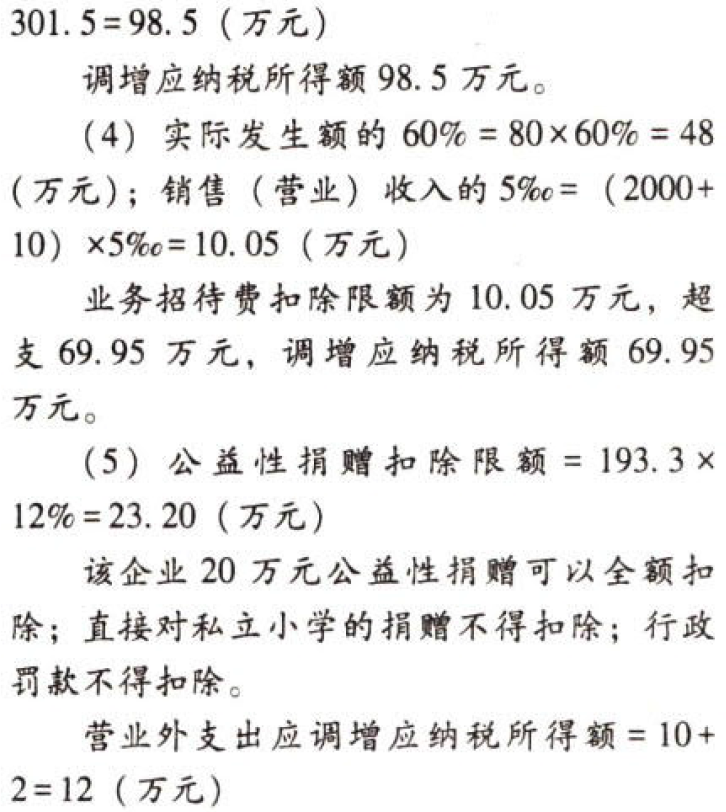 301.5=98.5（万元）
调增应纳税所得额 98.5 万元。
（4）实际发生额的 60% = 80×60% = 48
（万元）；销售（营业）收入的 5‰=（2000+
10）×5‰=10.05（万元）
业务招待费扣除限额为 10.05 万元，超
支 69.95 万元，调增应纳税所得额 69.95
万元。
（5）公益性捐赠扣除限额 = 193.3×
12%=23.20（万元）
该企业 20 万元公益性捐赠可以全额扣
除；直接对私立小学的捐赠不得扣除；行政
罚款不得扣除。
营业外支出应调增应纳税所得额=10+
2=12（万元）